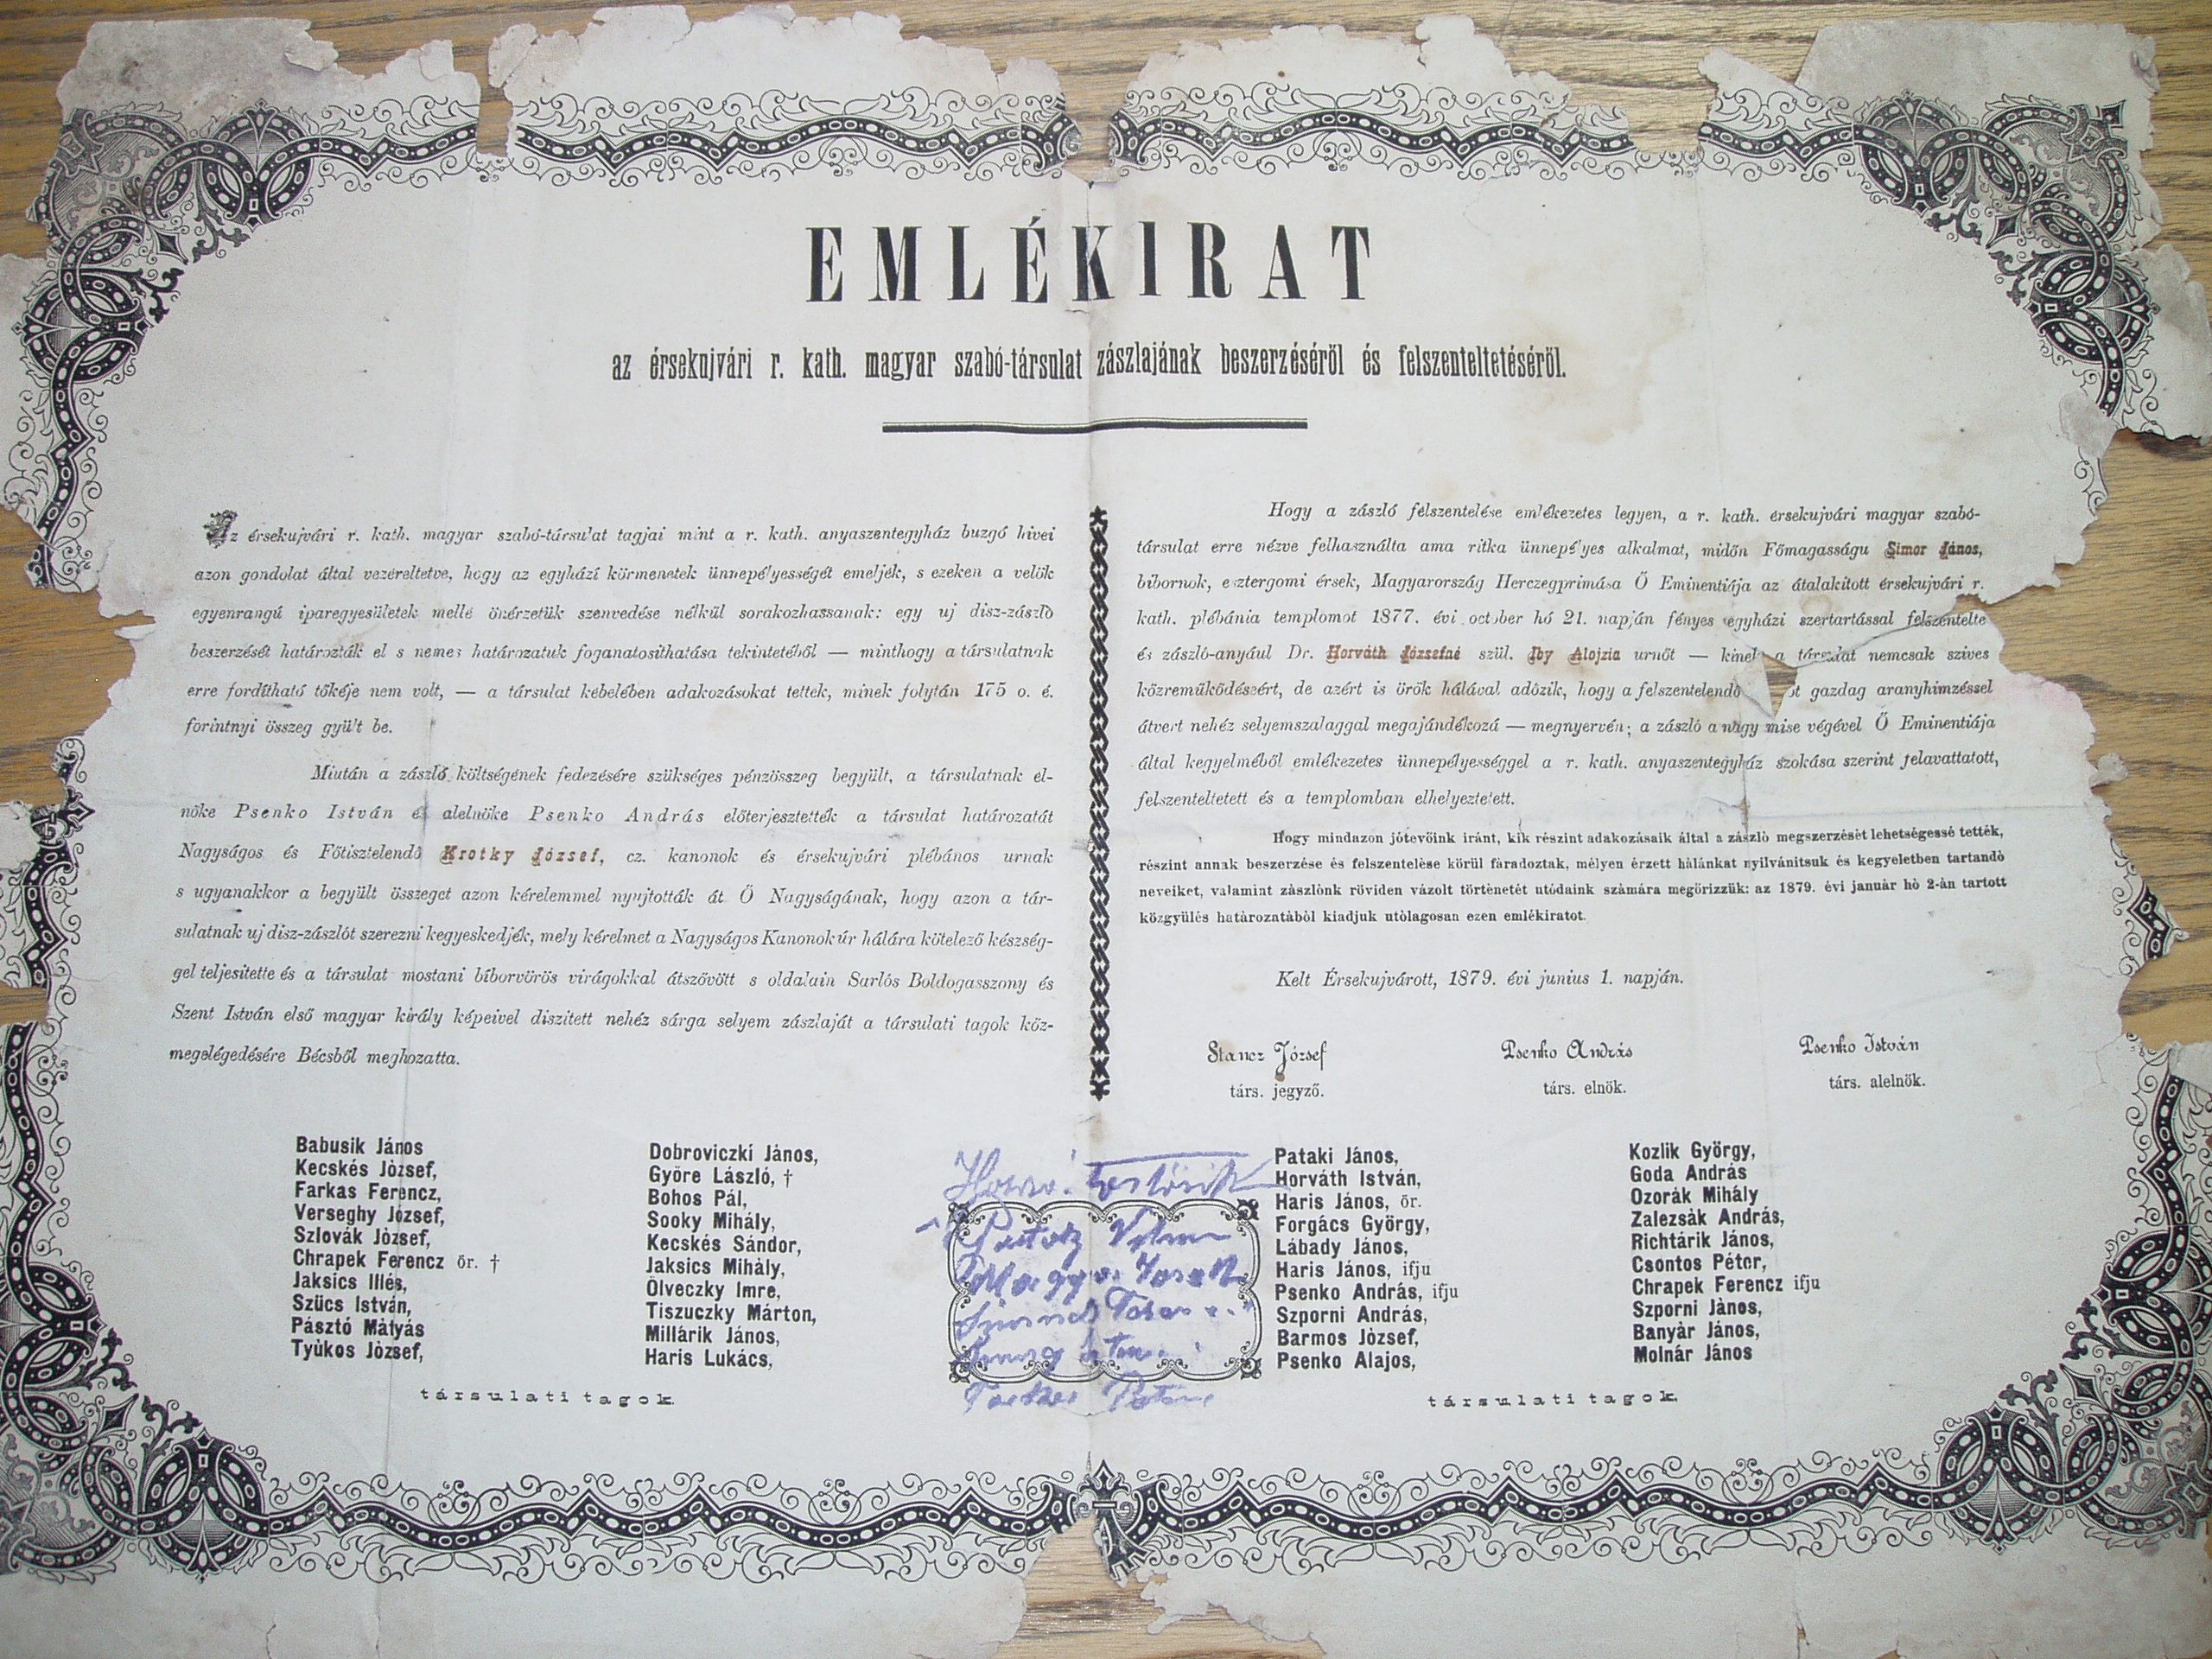 EMLÉKIRAT
az érsekujvári r. kath. magyar szabó-társulat zászlajának beszerzéséről és felszenteltetéséről.
Az érsekujvári r. kath. magyar szabó-társulat tagjai mint a r. kath. anyaszentegyház buzgó hivei
azon gondolat által vezéreltetve, hogy az egyházi körmenetek ünnepélyességét emeljék, s ezeken a velök
egyenrangú iparegyesületek mellé önérzetük szenvedése nélkül sorakozhassanak: egy uj disz-zászló
beszerzését határozták el s nemes határozatuk foganatosíthatása tekintetéből — minthogy a társulatnak
erre fordítható tőkéje nem volt, — a társulat kebelében adakozásokat tettek, minek folytán 175 o. é.
forintnyi összeg gyült be.
Miután a zászló költségének fedezésére szükséges pénzösszeg begyült, a társulatnak el-
nöke Psenko István és alelnöke Psenko András előterjesztették a társulat határozatát
Nagyságos és Főtisztelendő Krotky József, cz. kanonok és érsekujvári plébános urnak
s ugyanakkor a begyült összeget azon kérelemmel nyujtották át Ő Nagyságának, hogy azon a tár-
sulatnak uj disz-zászlót szerezni kegyeskedjék, mely kérelmet a Nagyságos Kanonok úr hálára kötelező készség-
gel teljesitette és a társulat mostani bíborvörös virágokkal átszövött s oldalain Sarlós Boldogasszony és
Szent István első magyar király képeivel diszitett nehéz sárga selyem zászlaját a társulati tagok köz-
megelégedésére Bécsből meghozatta.
Hogy a zászló felszentelése emlékezetes legyen, a r. kath. érsekujvári magyar szabó-
társulat erre nézve felhasználta ama ritka ünnepélyes alkalmat, midőn Főmagasságu Simor János,
bibornok, esztergomi érsek, Magyarország Herczegprimása Ő Eminentiája az átalakított érsekujvári r.
kath. plébánia templomot 1877. évi october hó 21. napján fényes egyházi szertartással felszentelte
és zászló-anyául Dr. Horváth Józsefné szül. Iby Alojzia urnőt — kinek a társulat nemcsak szives
közreműködéseért, de azért is örök hálával adózik, hogy a felszentelendő gazdag aranyhimzéssel
átvert nehéz selyemszalaggal megajándékozá — megnyervén; a zászló a nagy mise végével Ő Eminentiája
által kegyelméből emlékezetes ünnepélyességgel a r. kath. anyaszentegyház szokása szerint felavattatott,
felszenteltetett és a templomban elhelyeztetett.
Hogy mindazon jótevőink iránt, kik részint adakozásaik által a zászló megszerzését lehetségessé tették,
részint annak beszerzése és felszentelése körül fáradoztak, mélyen érzett hálánkat nyilvánitsuk és kegyeletben tartandó
neveiket, valamint zászlónk röviden vázolt történetét utódaink számára megőrizzük: az 1879. évi január hó 2-án tartott
közgyülés határozatából kiadjuk utólagosan ezen emlékiratot.
Kelt Érsekujvárott, 1879. évi junius 1. napján.
Stancz József Psenko András Psenko István
társ. jegyző. társ. elnök. társ. alelnök.
Babusik János
Kecskés József,
Farkas Ferencz,
Verseghy József,
Szlovák József,
Chrapek Ferencz ör. †
Jaksics Illés,
Szücs István,
Pásztó Mátyás
Tyúkos József,
Dobroviczki János,
Györe László, †
Bohos Pál,
Sooky Mihály,
Kecskés Sándor,
Jaksics Mihály,
Ölveczky Imre,
Tiszuczky Márton,
Millárik János,
Haris Lukács,
társulati tagok.
Pataki János,
Horváth István,
Haris János, ör.
Forgács György,
Lábady János,
Haris János, ifju
Psenko András, ifju
Szporni András,
Barmos József,
Psenko Alajos,
Kozlik György,
Goda András
Ozorák Mihály
Zalezsák András,
Richtárik János,
Csontos Péter,
Chrapek Ferencz ifju
Szporni János,
Banyár János,
Molnár János
társulati tagok.